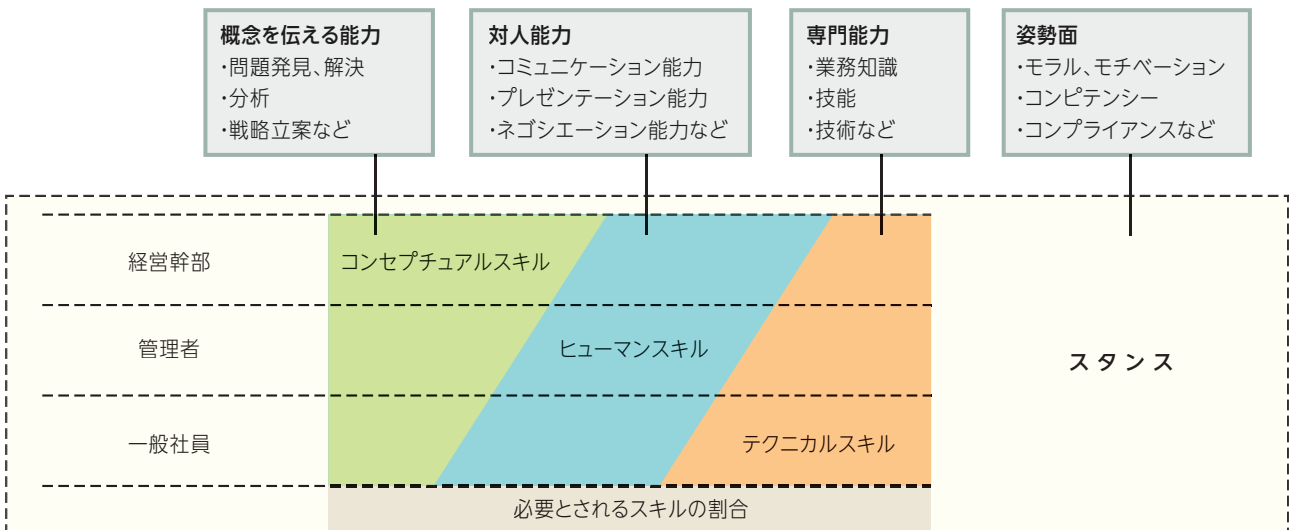 概念を伝える能力
・問題発見、解決
・分析
・戦略立案など
対人能力
・コミュニケーション能力
・プレゼンテーション能力
・ネゴシエーション能力など
専門能力
・業務知識
・技能
・技術など
姿勢面
・モラル、モチベーション
・コンピテンシー
・コンプライアンスなど
経営幹部
コンセプチュアルスキル
管理者
ヒューマンスキル
スタンス
一般社員
テクニカルスキル
必要とされるスキルの割合